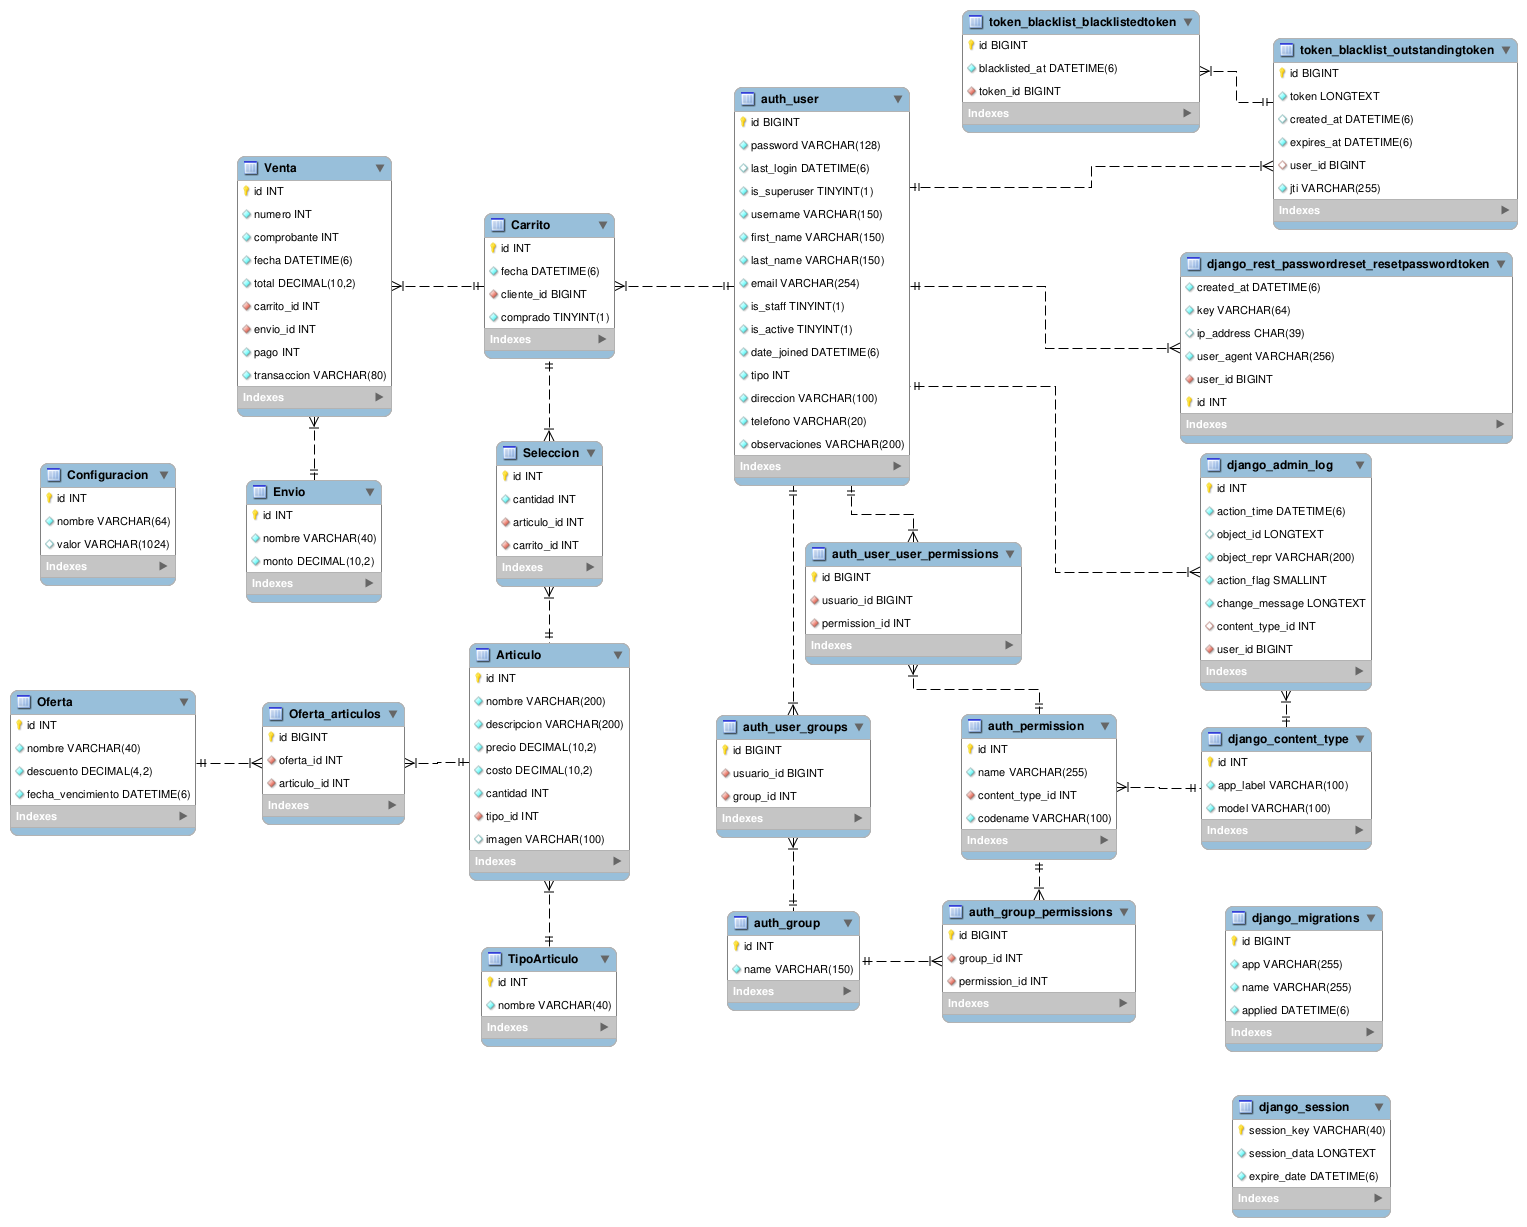 token_blacklist_blacklistedtoken
id BIGINT
blacklisted_at DATETIME(6)
token_id BIGINT
Indexes
token_blacklist_outstandingtoken
id BIGINT
token LONGTEXT
created_at DATETIME(6)
expires_at DATETIME(6)
user_id BIGINT
jti VARCHAR(255)
Indexes
auth_user
id BIGINT
password VARCHAR(128)
last_login DATETIME(6)
is_superuser TINYINT(1)
username VARCHAR(150)
first_name VARCHAR(150)
last_name VARCHAR(150)
email VARCHAR(254)
is_staff TINYINT(1)
is_active TINYINT(1)
date_joined DATETIME(6)
tipo INT
direccion VARCHAR(100)
telefono VARCHAR(20)
observaciones VARCHAR(200)
Indexes
Venta
id INT
numero INT
comprobante INT
fecha DATETIME(6)
total DECIMAL(10,2)
carrito_id INT
envio_id INT
pago INT
transaccion VARCHAR(80)
Indexes
Carrito
id INT
fecha DATETIME(6)
cliente_id BIGINT
comprado TINYINT(1)
Indexes
django_rest_passwordreset_resetpasswordtoken
created_at DATETIME(6)
key VARCHAR(64)
ip_address CHAR(39)
user_agent VARCHAR(256)
user_id BIGINT
id INT
Indexes
Seleccion
id INT
cantidad INT
articulo_id INT
carrito_id INT
Indexes
django_admin_log
id INT
action_time DATETIME(6)
object_id LONGTEXT
object_repr VARCHAR(200)
action_flag SMALLINT
change_message LONGTEXT
content_type_id INT
user_id BIGINT
Indexes
Configuracion
id INT
nombre VARCHAR(64)
valor VARCHAR(1024)
Indexes
Envio
id INT
nombre VARCHAR(40)
monto DECIMAL(10,2)
Indexes
auth_user_user_permissions
id BIGINT
usuario_id BIGINT
permission_id INT
Indexes
Articulo
id INT
nombre VARCHAR(200)
descripcion VARCHAR(200)
precio DECIMAL(10,2)
costo DECIMAL(10,2)
cantidad INT
tipo_id INT
imagen VARCHAR(100)
Indexes
Oferta
id INT
nombre VARCHAR(40)
descuento DECIMAL(4,2)
fecha_vencimiento DATETIME(6)
Indexes
Oferta_articulos
id BIGINT
oferta_id INT
articulo_id INT
Indexes
auth_user_groups
id BIGINT
usuario_id BIGINT
group_id INT
Indexes
auth_permission
id INT
name VARCHAR(255)
content_type_id INT
codename VARCHAR(100)
Indexes
django_content_type
id INT
app_label VARCHAR(100)
model VARCHAR(100)
Indexes
auth_group
id INT
name VARCHAR(150)
Indexes
auth_group_permissions
id BIGINT
group_id INT
permission_id INT
Indexes
django_migrations
id BIGINT
app VARCHAR(255)
name VARCHAR(255)
applied DATETIME(6)
Indexes
TipoArticulo
id INT
nombre VARCHAR(40)
Indexes
django_session
session_key VARCHAR(40)
session_data LONGTEXT
expire_date DATETIME(6)
Indexes